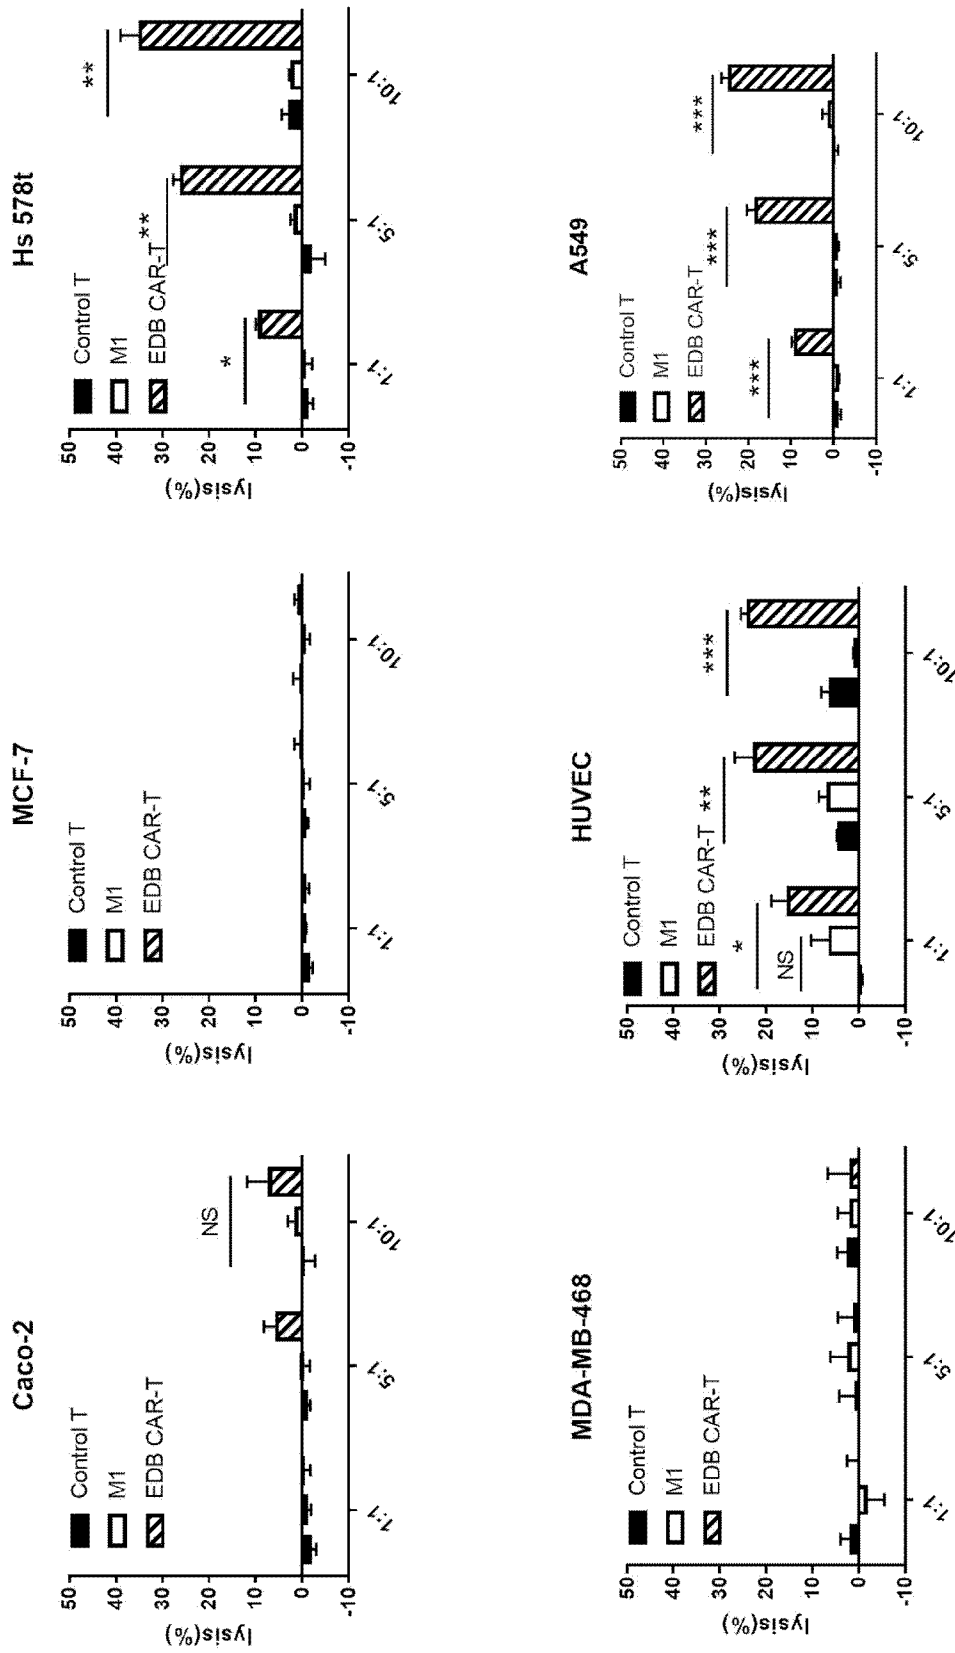 Caco-2
Control T
M1
EDB CAR-T
lysis(%)
50
40
30
20
10
0
-10
NS
1:1
5:1
10:1
MCF-7
Control T
M1
EDB CAR-T
lysis(%)
50
40
30
20
10
0
-10
1:1
5:1
10:1
Hs 578t
Control T
M1
EDB CAR-T
lysis(%)
50
40
30
20
10
0
-10
*
**
**
1:1
5:1
10:1
MDA-MB-468
Control T
M1
EDB CAR-T
lysis(%)
50
40
30
20
10
0
-10
1:1
5:1
10:1
HUVEC
Control T
M1
EDB CAR-T
lysis(%)
50
40
30
20
10
0
-10
NS
*
**
***
1:1
5:1
10:1
A549
Control T
M1
EDB CAR-T
lysis(%)
50
40
30
20
10
0
-10
***
***
***
1:1
5:1
10:1